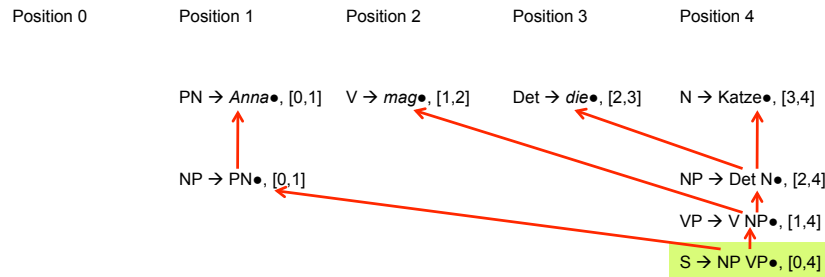 Position 0 Position 1 Position 2 Position 3 Position 4
PN → Anna●, [0,1] V → mag●, [1,2] Det → die●, [2,3] N → Katze●, [3,4]
NP → PN●, [0,1] NP → Det N●, [2,4]
VP → V NP●, [1,4]
S → NP VP●, [0,4]